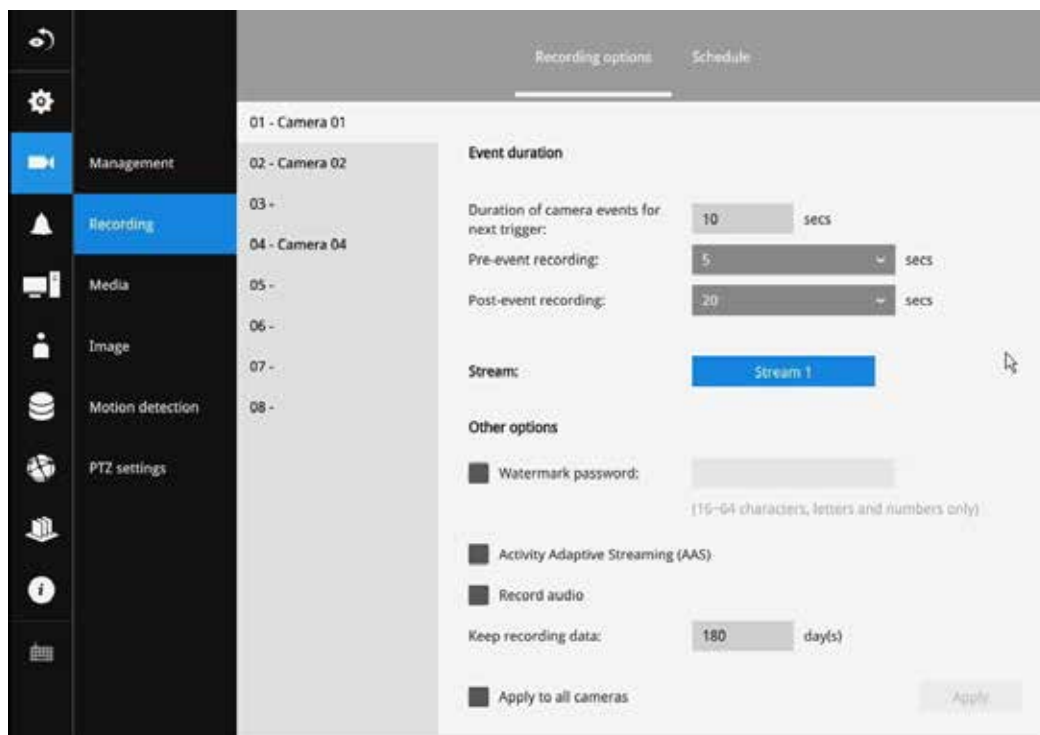 Recording options
Schedule
Management
Recording
Media
Image
Motion detection
PTZ settings
01 - Camera 01
02 - Camera 02
03 -
04 - Camera 04
05 -
06 -
07 -
08 -
Event duration
Duration of camera events for
next trigger:
10 secs
Pre-event recording: 5 secs
Post-event recording: 20 secs
Stream: Stream 1
Other options
Watermark password:
(16~64 characters, letters and numbers only)
Activity Adaptive Streaming (AAS)
Record audio
Keep recording data: 180 day(s)
Apply to all cameras
Apply